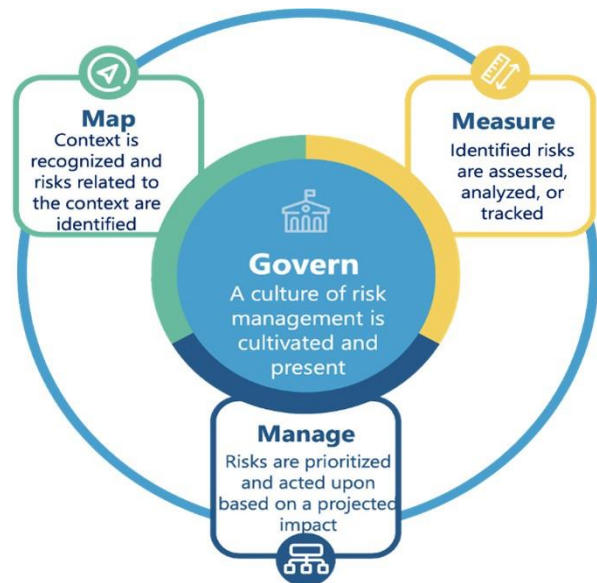 Map
Context is
recognized and
risks related to
the context are
identified
Measure
Identified risks
are assessed,
analyzed, or
tracked
Govern
A culture of risk
management is
cultivated and
present
Manage
Risks are prioritized
and acted upon
based on a projected
impact